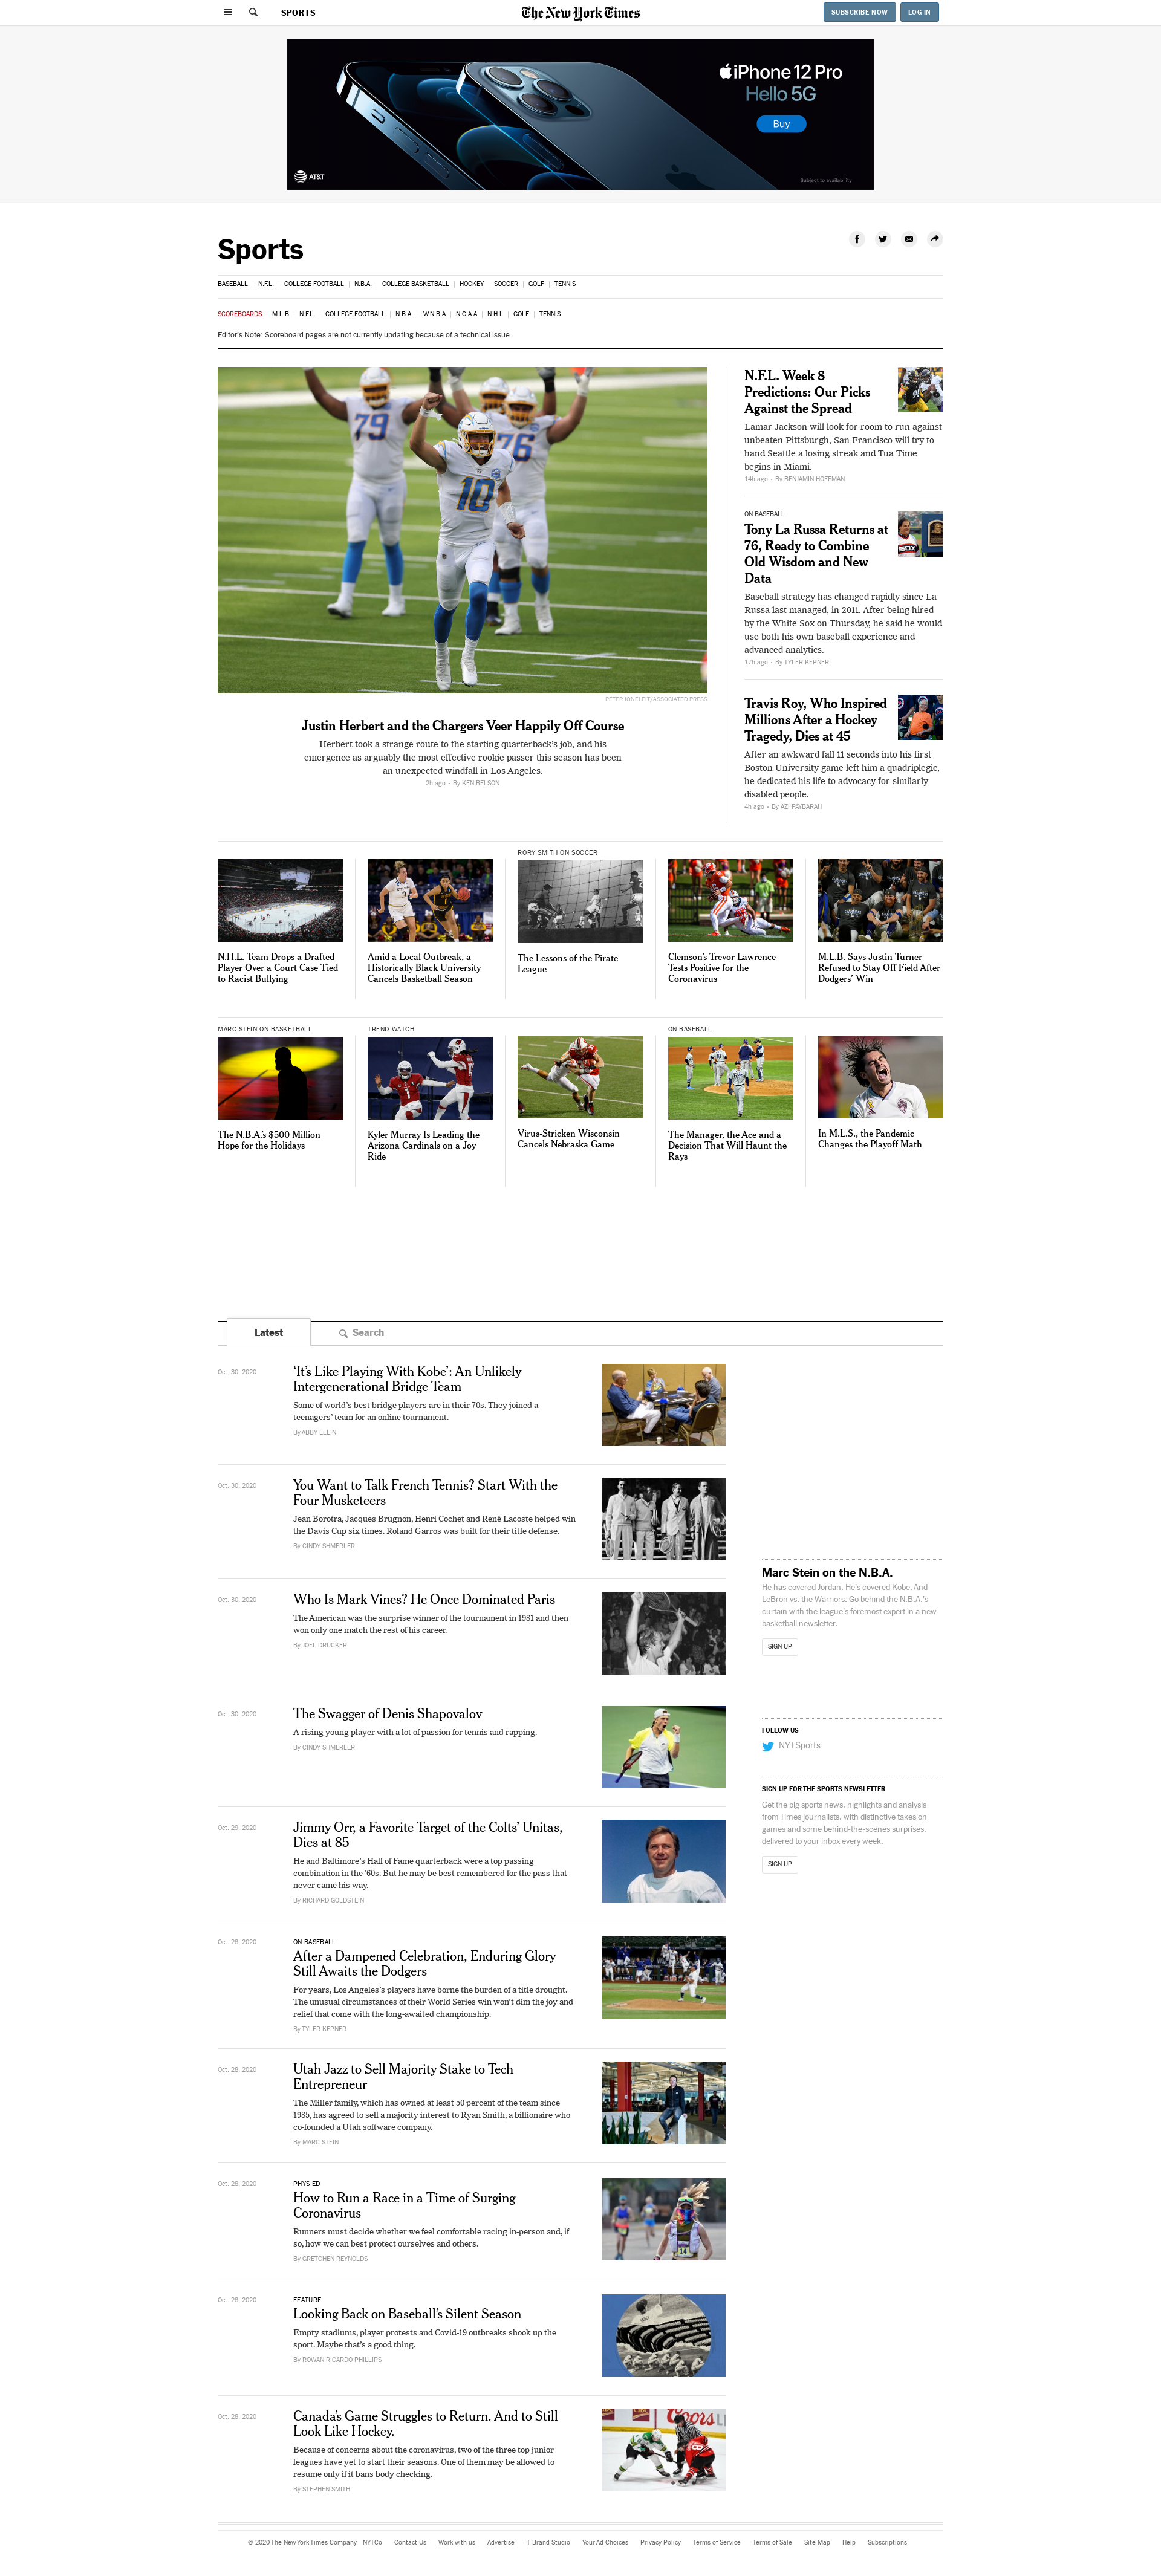 SPORTS
The New York Times
SUBSCRIBE NOW
LOG IN
iPhone 12 Pro
Hello 5G
Buy
AT&T
Subject to availability
Sports
BASEBALL | N.F.L. | COLLEGE FOOTBALL | N.B.A. | COLLEGE BASKETBALL | HOCKEY | SOCCER | GOLF | TENNIS
SCOREBOARDS | M.L.B | N.F.L. | COLLEGE FOOTBALL | N.B.A. | W.N.B.A | N.C.A.A | N.H.L | GOLF | TENNIS
Editor's Note: Scoreboard pages are not currently updating because of a technical issue.
79
76
10
PETER JONELEIT/ASSOCIATED PRESS
Justin Herbert and the Chargers Veer Happily Off Course
Herbert took a strange route to the starting quarterback's job, and his
emergence as arguably the most effective rookie passer this season has been
an unexpected windfall in Los Angeles.
2h ago • By KEN BELSON
N.F.L. Week 8
Predictions: Our Picks
Against the Spread
Lamar Jackson will look for room to run against
unbeaten Pittsburgh, San Francisco will try to
hand Seattle a losing streak and Tua Time
begins in Miami.
14h ago • By BENJAMIN HOFFMAN
ON BASEBALL
Tony La Russa Returns at
76, Ready to Combine
Old Wisdom and New
Data
Baseball strategy has changed rapidly since La
Russa last managed, in 2011. After being hired
by the White Sox on Thursday, he said he would
use both his own baseball experience and
advanced analytics.
17h ago • By TYLER KEPNER
Travis Roy, Who Inspired
Millions After a Hockey
Tragedy, Dies at 45
After an awkward fall 11 seconds into his first
Boston University game left him a quadriplegic,
he dedicated his life to advocacy for similarly
disabled people.
4h ago • By AZI PAYBARAH
N.H.L. Team Drops a Drafted
Player Over a Court Case Tied
to Racist Bullying
Amid a Local Outbreak, a
Historically Black University
Cancels Basketball Season
RORY SMITH ON SOCCER
The Lessons of the Pirate
League
Clemson's Trevor Lawrence
Tests Positive for the
Coronavirus
M.L.B. Says Justin Turner
Refused to Stay Off Field After
Dodgers' Win
MARC STEIN ON BASKETBALL
The N.B.A.'s $500 Million
Hope for the Holidays
TREND WATCH
Kyler Murray Is Leading the
Arizona Cardinals on a Joy
Ride
Virus-Stricken Wisconsin
Cancels Nebraska Game
ON BASEBALL
The Manager, the Ace and a
Decision That Will Haunt the
Rays
In M.L.S., the Pandemic
Changes the Playoff Math
Latest
Search
Oct. 30, 2020
‘It's Like Playing With Kobe’: An Unlikely
Intergenerational Bridge Team
Some of world's best bridge players are in their 70s. They joined a
teenagers' team for an online tournament.
By ABBY ELLIN
Oct. 30, 2020
You Want to Talk French Tennis? Start With the
Four Musketeers
Jean Borotra, Jacques Brugnon, Henri Cochet and René Lacoste helped win
the Davis Cup six times. Roland Garros was built for their title defense.
By CINDY SHMERLER
Oct. 30, 2020
Who Is Mark Vines? He Once Dominated Paris
The American was the surprise winner of the tournament in 1981 and then
won only one match the rest of his career.
By JOEL DRUCKER
Oct. 30, 2020
The Swagger of Denis Shapovalov
A rising young player with a lot of passion for tennis and rapping.
By CINDY SHMERLER
Oct. 29, 2020
Jimmy Orr, a Favorite Target of the Colts' Unitas,
Dies at 85
He and Baltimore's Hall of Fame quarterback were a top passing
combination in the '60s. But he may be best remembered for the pass that
never came his way.
By RICHARD GOLDSTEIN
Oct. 28, 2020
ON BASEBALL
After a Dampened Celebration, Enduring Glory
Still Awaits the Dodgers
For years, Los Angeles's players have borne the burden of a title drought.
The unusual circumstances of their World Series win won't dim the joy and
relief that come with the long-awaited championship.
By TYLER KEPNER
Oct. 28, 2020
Utah Jazz to Sell Majority Stake to Tech
Entrepreneur
The Miller family, which has owned at least 50 percent of the team since
1985, has agreed to sell a majority interest to Ryan Smith, a billionaire who
co-founded a Utah software company.
By MARC STEIN
Oct. 28, 2020
PHYS ED
How to Run a Race in a Time of Surging
Coronavirus
Runners must decide whether we feel comfortable racing in-person and, if
so, how we can best protect ourselves and others.
By GRETCHEN REYNOLDS
Oct. 28, 2020
FEATURE
Looking Back on Baseball's Silent Season
Empty stadiums, player protests and Covid-19 outbreaks shook up the
sport. Maybe that's a good thing.
By ROWAN RICARDO PHILLIPS
Oct. 28, 2020
Canada's Game Struggles to Return. And to Still
Look Like Hockey.
Because of concerns about the coronavirus, two of the three top junior
leagues have yet to start their seasons. One of them may be allowed to
resume only if it bans body checking.
By STEPHEN SMITH
Coors
Marc Stein on the N.B.A.
He has covered Jordan. He's covered Kobe. And
LeBron vs. the Warriors. Go behind the N.B.A.'s
curtain with the league's foremost expert in a new
basketball newsletter.
SIGN UP
FOLLOW US
NYTSports
SIGN UP FOR THE SPORTS NEWSLETTER
Get the big sports news, highlights and analysis
from Times journalists, with distinctive takes on
games and some behind-the-scenes surprises,
delivered to your inbox every week.
SIGN UP
© 2020 The New York Times Company NYTCo Contact Us Work with us Advertise T Brand Studio Your Ad Choices Privacy Policy Terms of Service Terms of Sale Site Map Help Subscriptions